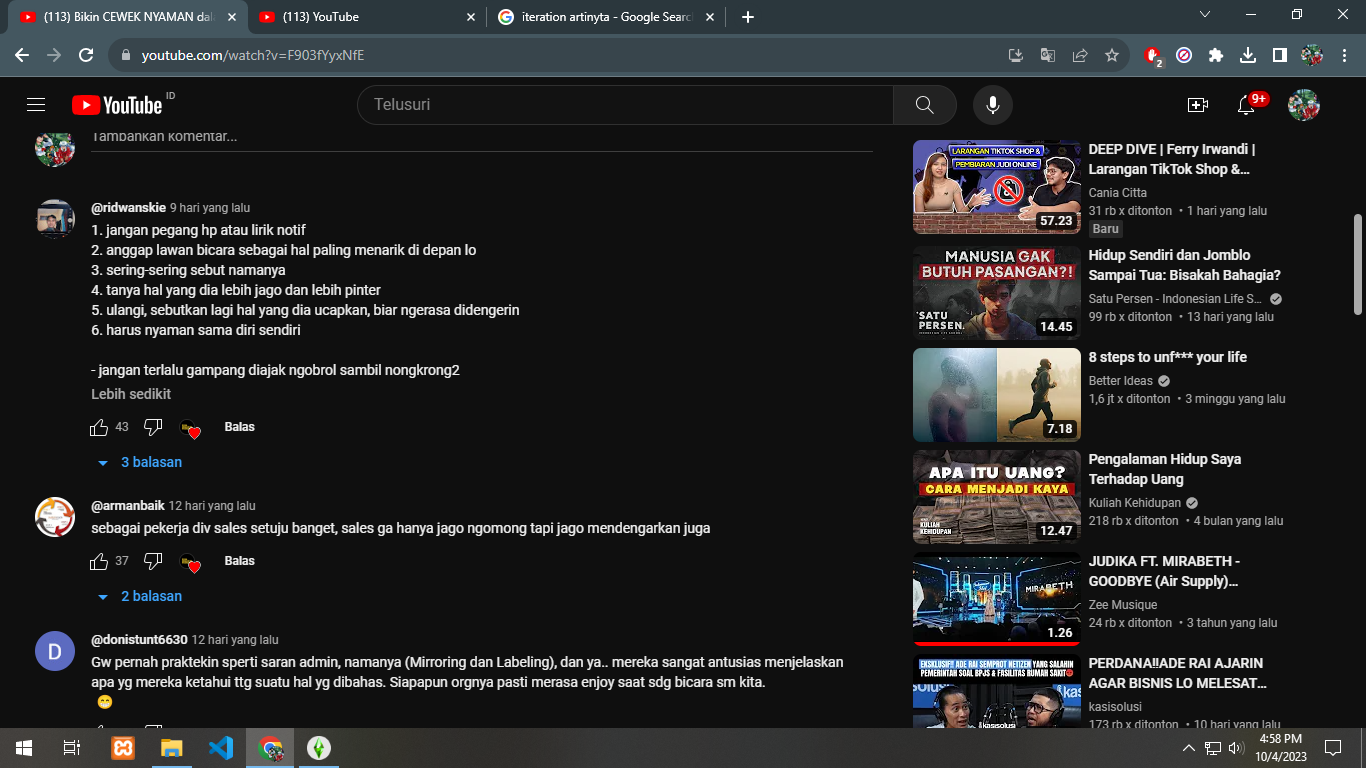 (113) Bikin CEWEK NYAMAN dala
(113) YouTube
iteration artinyta - Google Searc
youtube.com/watch?v=F903fYyxNfE
2
YouTube ID
Telusuri
9+
Tambahkan komentar...
@ridwanskie 9 hari yang lalu
1. jangan pegang hp atau lirik notif
2. anggap lawan bicara sebagai hal paling menarik di depan lo
3. sering-sering sebut namanya
4. tanya hal yang dia lebih jago dan lebih pinter
5. ulangi, sebutkan lagi hal yang dia ucapkan, biar ngerasa didengerin
6. harus nyaman sama diri sendiri
- jangan terlalu gampang diajak ngobrol sambil nongkrong2
Lebih sedikit
43
Balas
3 balasan
@armanbaik 12 hari yang lalu
sebagai pekerja div sales setuju banget, sales ga hanya jago ngomong tapi jago mendengarkan juga
37
Balas
2 balasan
D
@donistunt6630 12 hari yang lalu
Gw pernah praktekin sperti saran admin, namanya (Mirroring dan Labeling), dan ya.. mereka sangat antusias menjelaskan
apa yg mereka ketahui ttg suatu hal yg dibahas. Siapapun orgnya pasti merasa enjoy saat sdg bicara sm kita.
😁
LARANGAN TIKTOK SHOP &
PEMBIARAN JUDI ONLINE
57.23
DEEP DIVE | Ferry Irwandi |
Larangan TikTok Shop &...
Cania Citta
31 rb x ditonton • 1 hari yang lalu
Baru
MANUSIA GAK
BUTUH PASANGAN?!
SATU
PERSEN.
14.45
Hidup Sendiri dan Jomblo
Sampai Tua: Bisakah Bahagia?
Satu Persen - Indonesian Life S...
99 rb x ditonton • 13 hari yang lalu
7.18
8 steps to unf*** your life
Better Ideas
1,6 jt x ditonton • 3 minggu yang lalu
APA ITU UANG?
CARA MENJADI KAYA
KULIAH
KEHIDUPAN
12.47
Pengalaman Hidup Saya
Terhadap Uang
Kuliah Kehidupan
218 rb x ditonton • 4 bulan yang lalu
MIRABETH
1.26
JUDIKA FT. MIRABETH -
GOODBYE (Air Supply)...
Zee Musique
24 rb x ditonton • 3 tahun yang lalu
EKSKLUSIF!! ADE RAI SEMPROT NETIZEN YANG SALAHIN
PEMERINTAH SOAL BPJS & FASILITAS RUMAH SAKIT
kasisolusi
PERDANA!!ADE RAI AJARIN
AGAR BISNIS LO MELESAT...
kasisolusi
173 rb x ditonton • 10 hari yang lalu
4:58 PM
10/4/2023